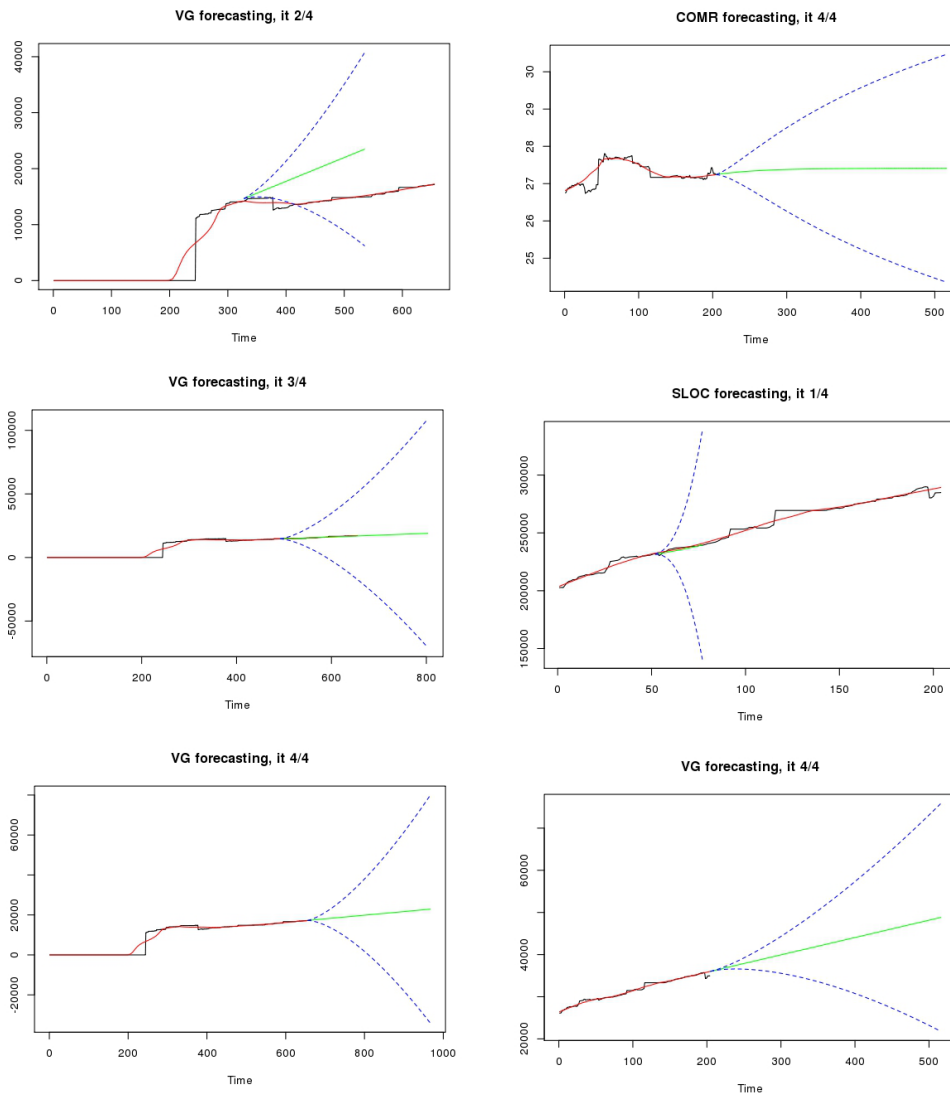 VG forecasting, it 2/4
40000
30000
20000
10000
0
0 100 200 300 400 500 600
Time
COMR forecasting, it 4/4
30
29
28
27
26
25
0 100 200 300 400 500
Time
VG forecasting, it 3/4
100000
50000
0
-50000
0 200 400 600 800
Time
SLOC forecasting, it 1/4
300000
250000
200000
150000
0 50 100 150 200
Time
VG forecasting, it 4/4
60000
40000
20000
0
-20000
0 200 400 600 800 1000
Time
VG forecasting, it 4/4
60000
40000
20000
0 100 200 300 400 500
Time